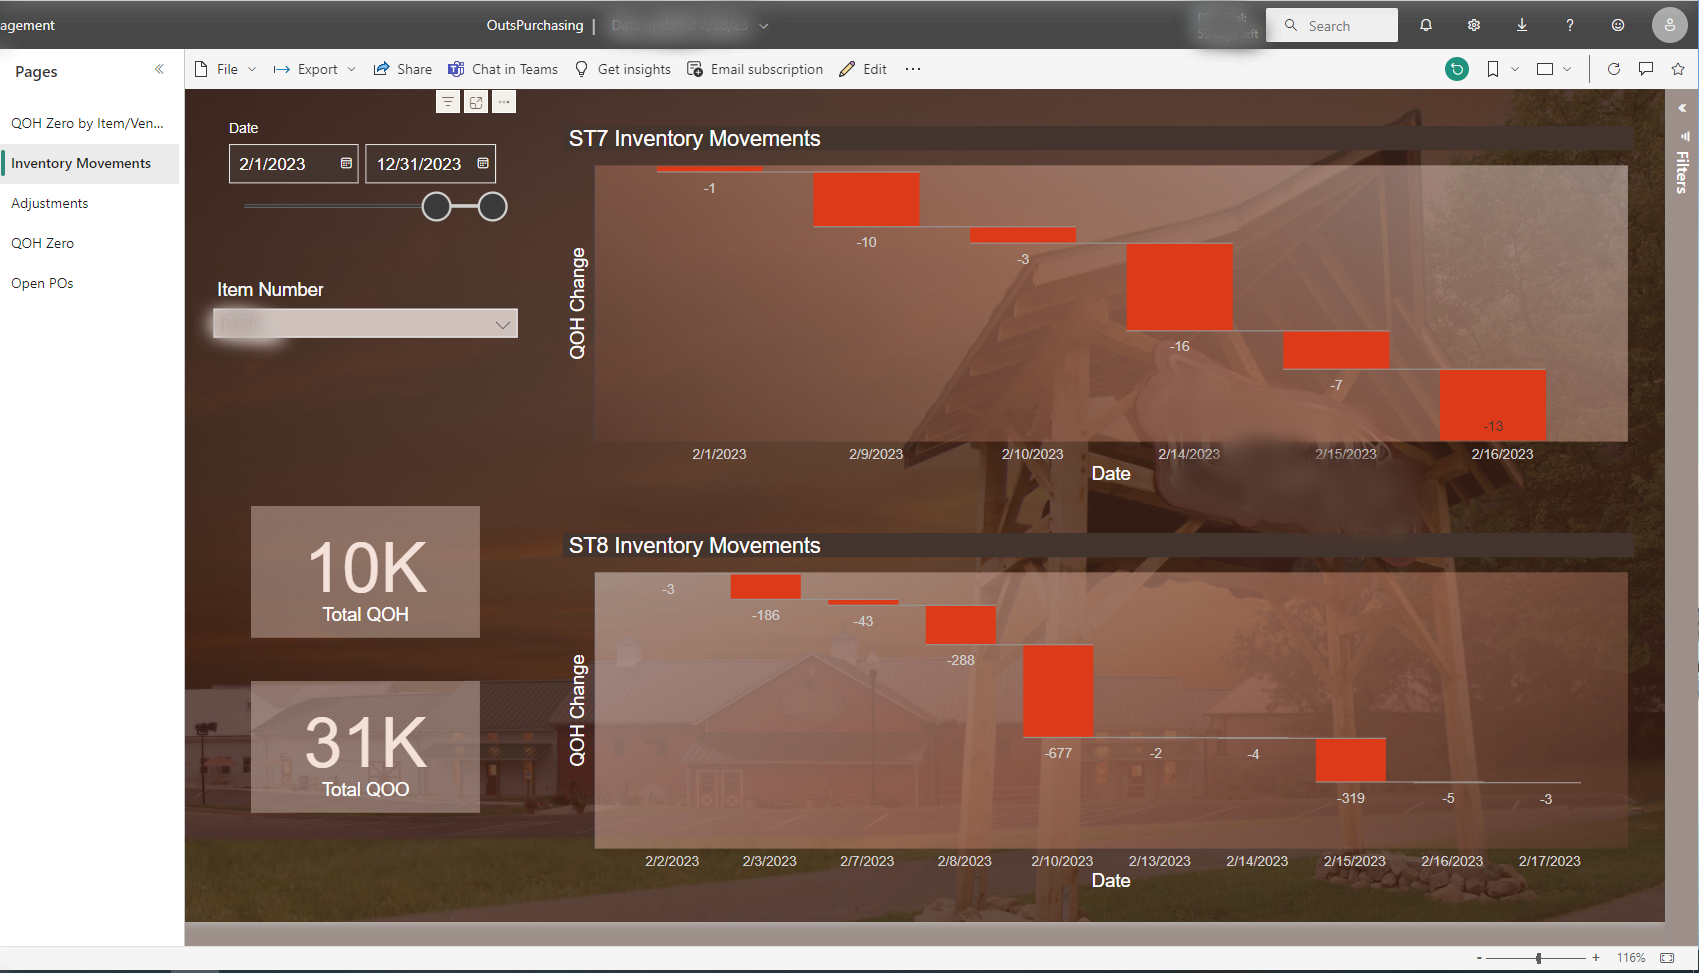 agement
OutsPurchasing |
Search
Pages
File
Export
Share
Chat in Teams
Get insights
Email subscription
Edit
QOH Zero by Item/Ven...
Inventory Movements
Adjustments
QOH Zero
Open POs
Date
2/1/2023
12/31/2023
Item Number
10K
Total QOH
31K
Total QOO
ST7 Inventory Movements
QOH Change
-1
-10
-3
-16
-7
-13
2/1/2023
2/9/2023
2/10/2023
2/14/2023
2/15/2023
2/16/2023
Date
ST8 Inventory Movements
QOH Change
-3
-186
-43
-288
-677
-2
-4
-319
-5
-3
2/2/2023
2/3/2023
2/7/2023
2/8/2023
2/10/2023
2/13/2023
2/14/2023
2/15/2023
2/16/2023
2/17/2023
Date
Filters
116%